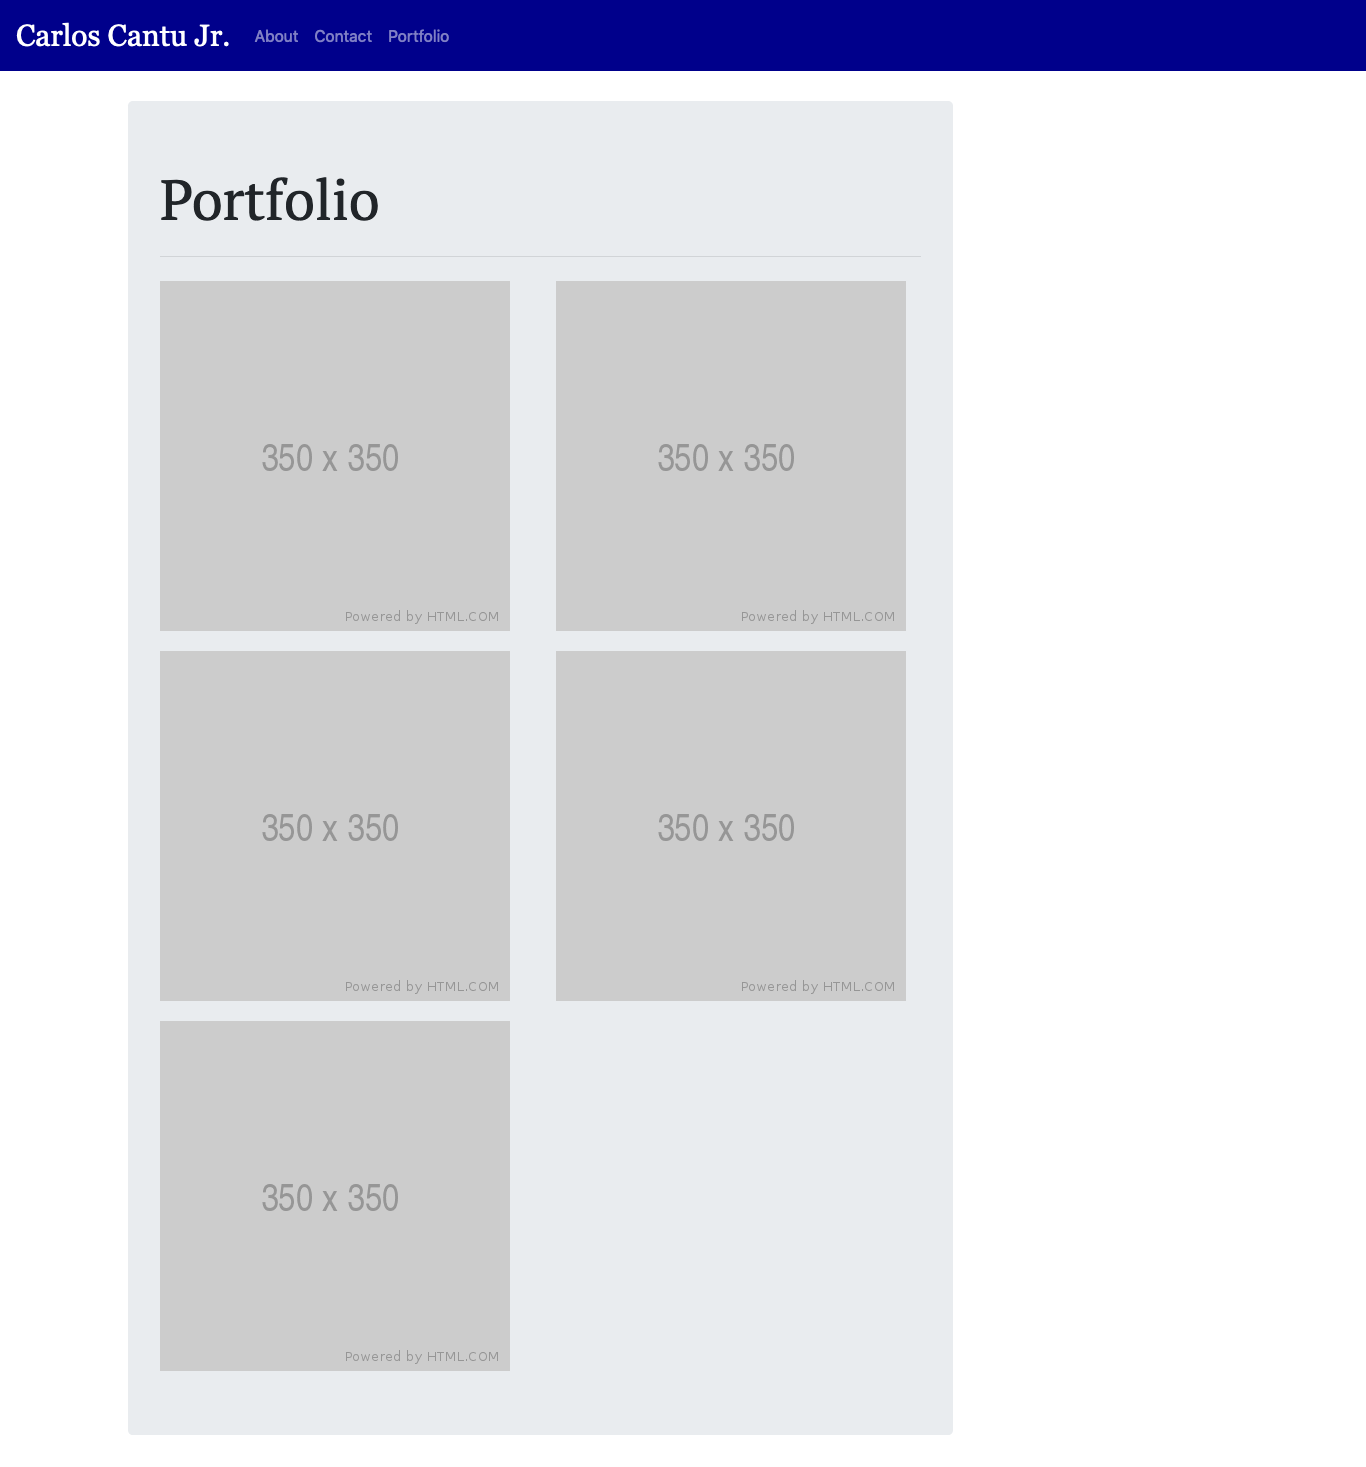 Carlos Cantu Jr. About Contact Portfolio
Portfolio
350 x 350 350 x 350
Powered by HTML.COM Powered by HTML.COM
350 x 350 350 x 350
Powered by HTML.COM Powered by HTML.COM
350 x 350
Powered by HTML.COM